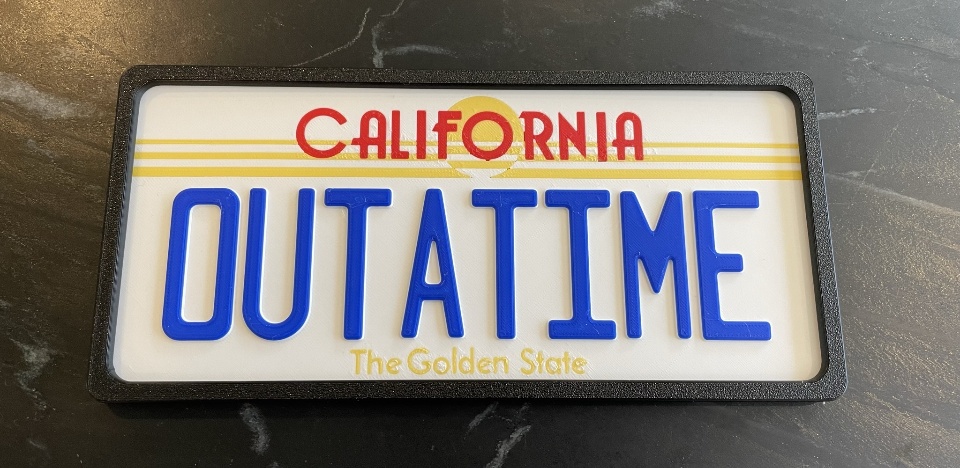 CALIFORNIA
OUTATIME
The Golden State